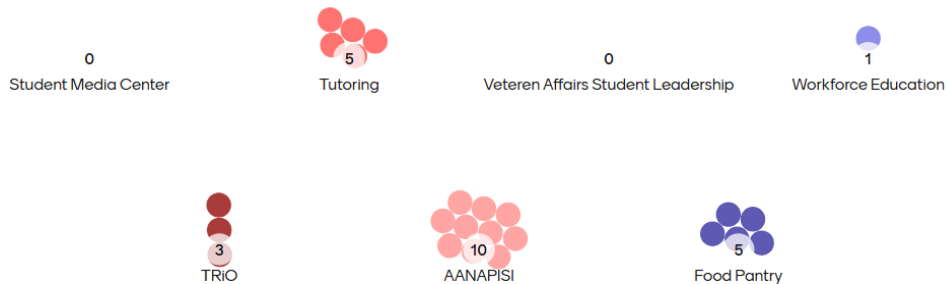 0 5 0 1
Student Media Center Tutoring Veteren Affairs Student Leadership Workforce Education
3 10 5
TRiO AANAPISI Food Pantry